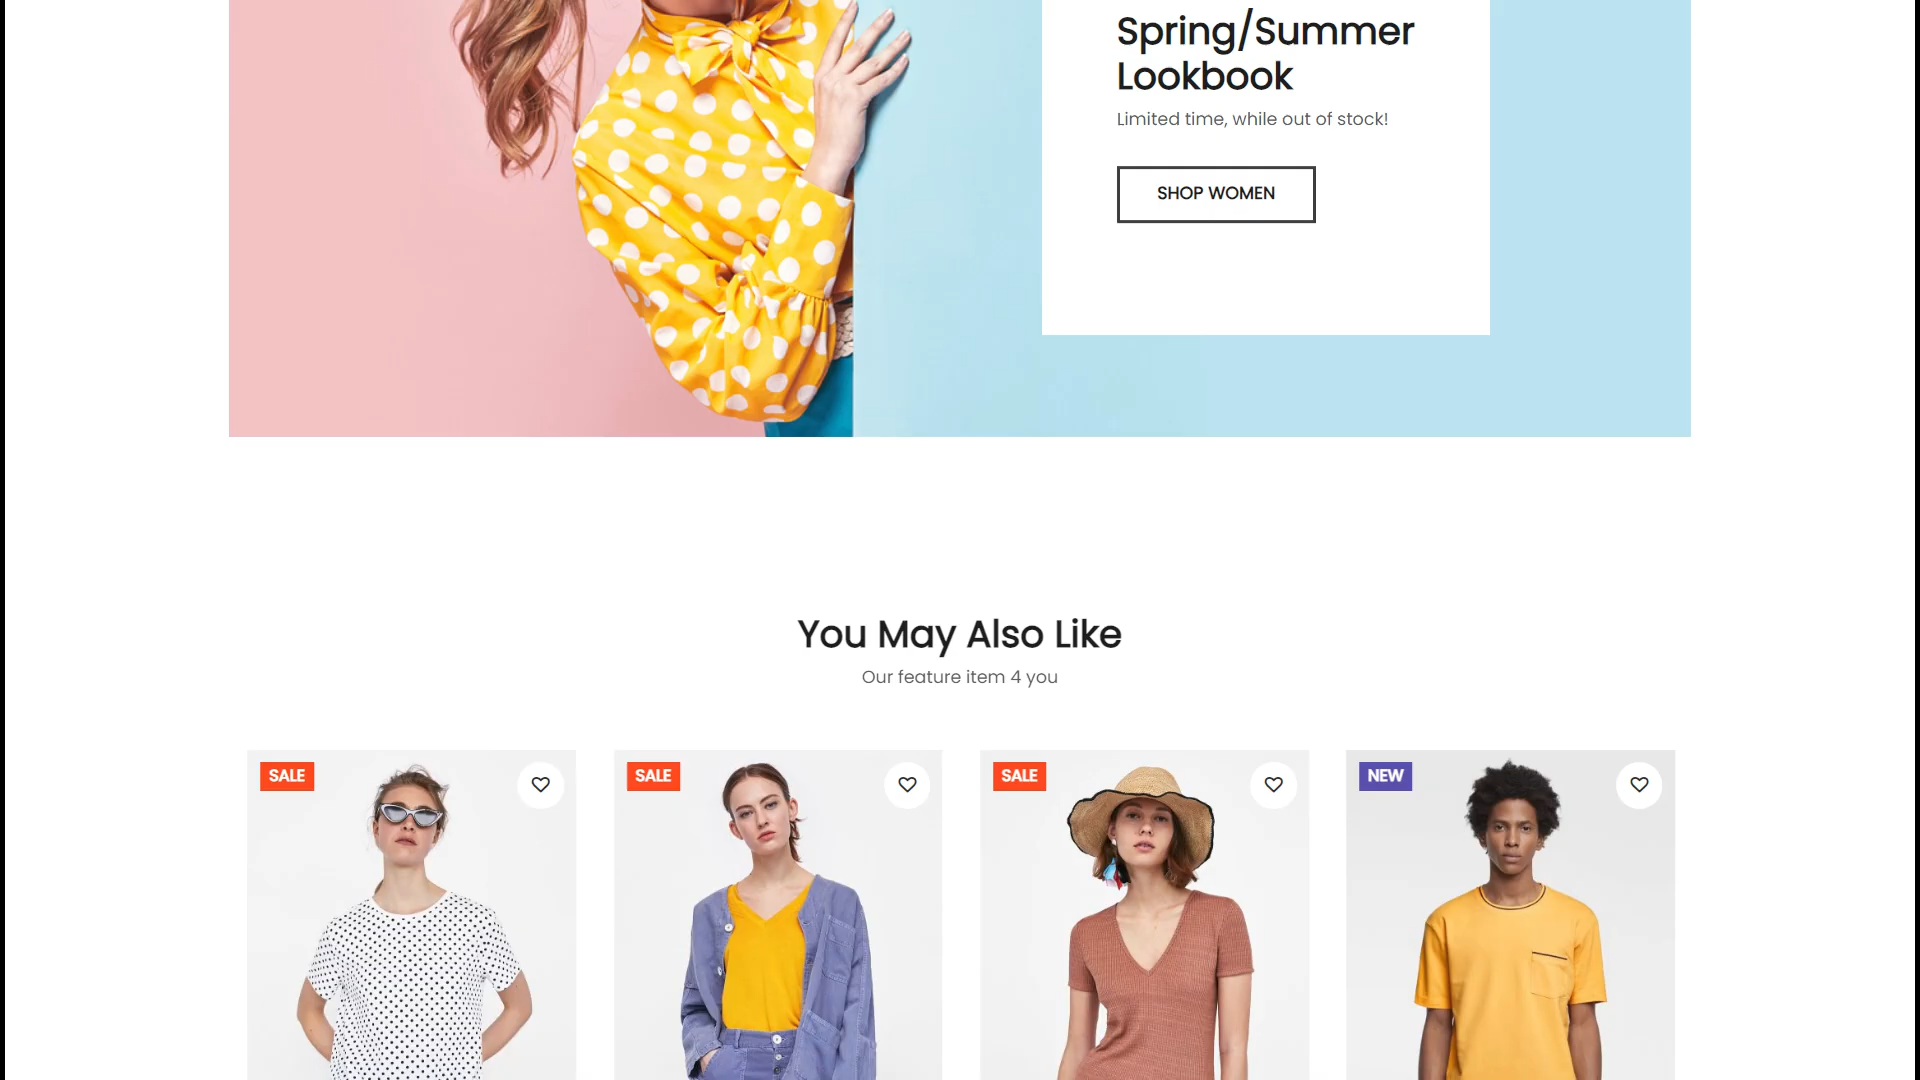 Spring/Summer
Lookbook
Limited time, while out of stock!
SHOP WOMEN
You May Also Like
Our feature item 4 you
SALE
SALE
SALE
NEW